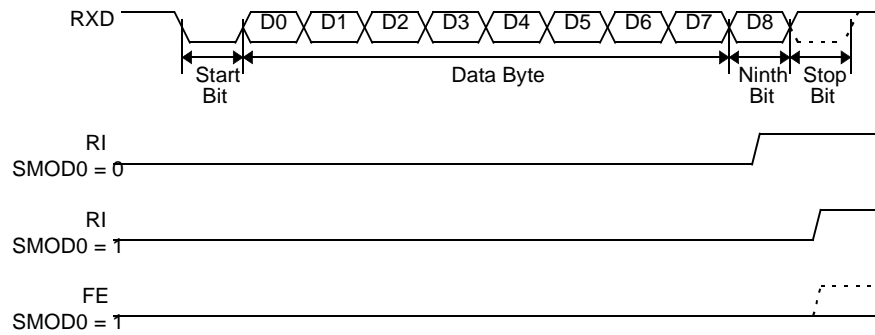 RXD D0 D1 D2 D3 D4 D5 D6 D7 D8
Start Bit
Data Byte
Ninth Bit
Stop Bit
RI
SMOD0 = 0
RI
SMOD0 = 1
FE
SMOD0 = 1